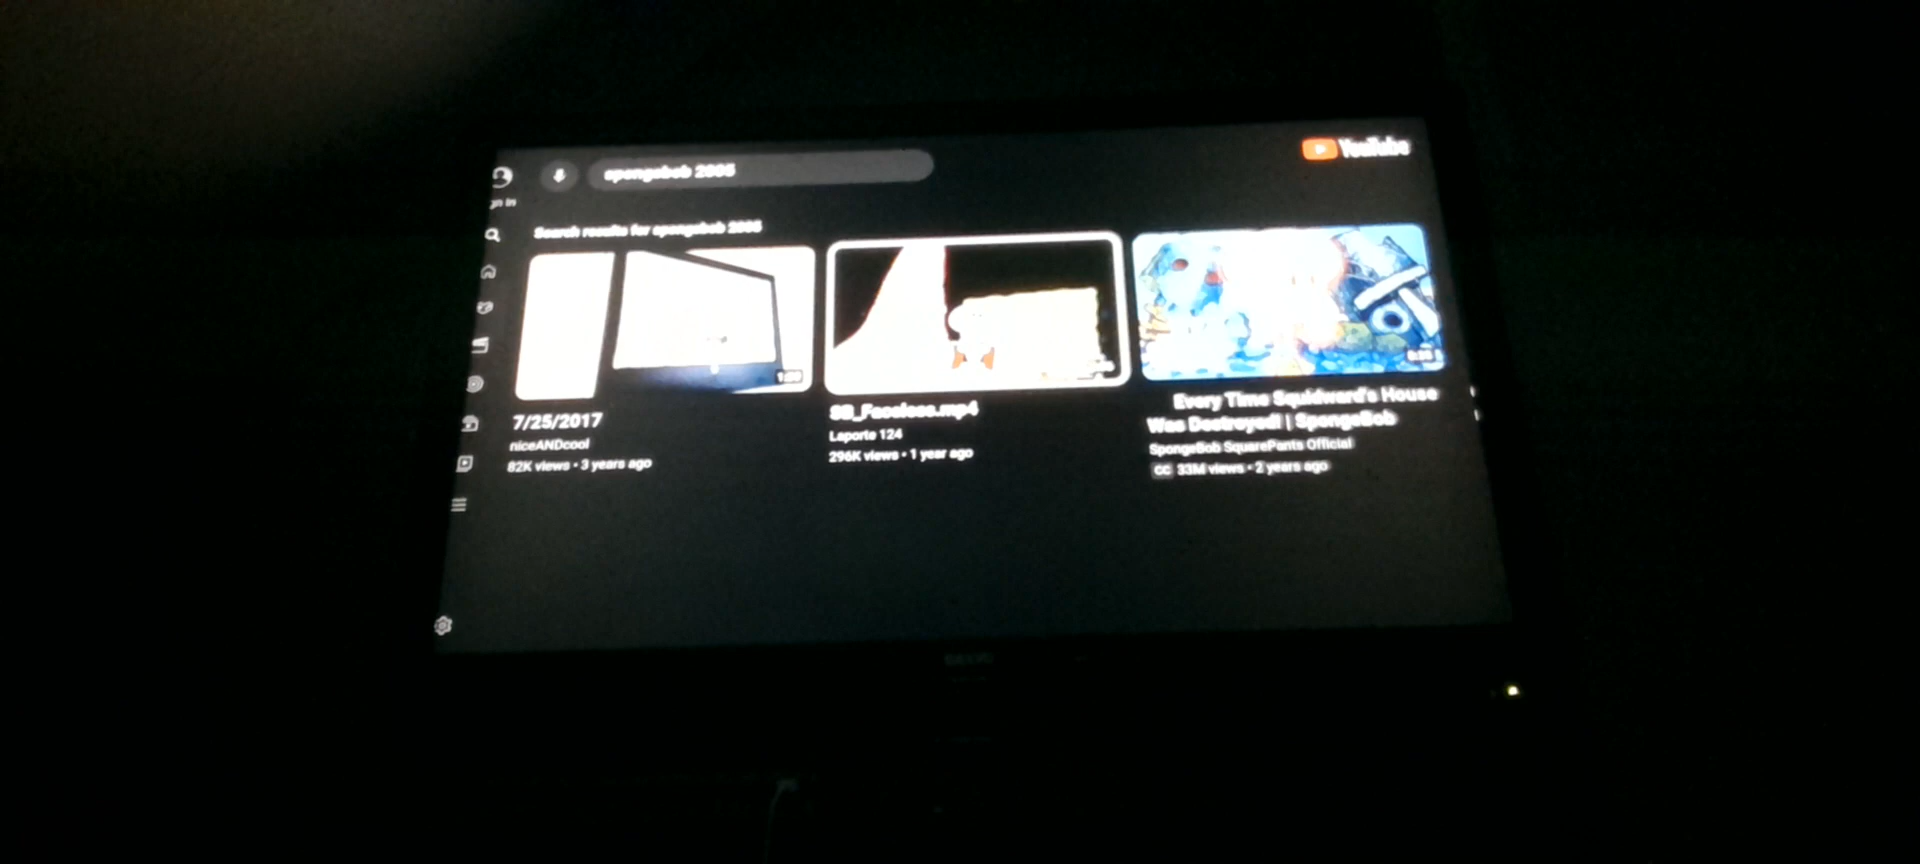 YouTube
spongebob 2005
Search results for spongebob 2005
7/25/2017
niceANDcool
82K views • 3 years ago
SB_Faceless.mp4
Laporte 124
296K views • 1 year ago
Every Time Squidward's House
Was Destroyed! | SpongeBob
SpongeBob SquarePants Official
CC 33M views • 2 years ago